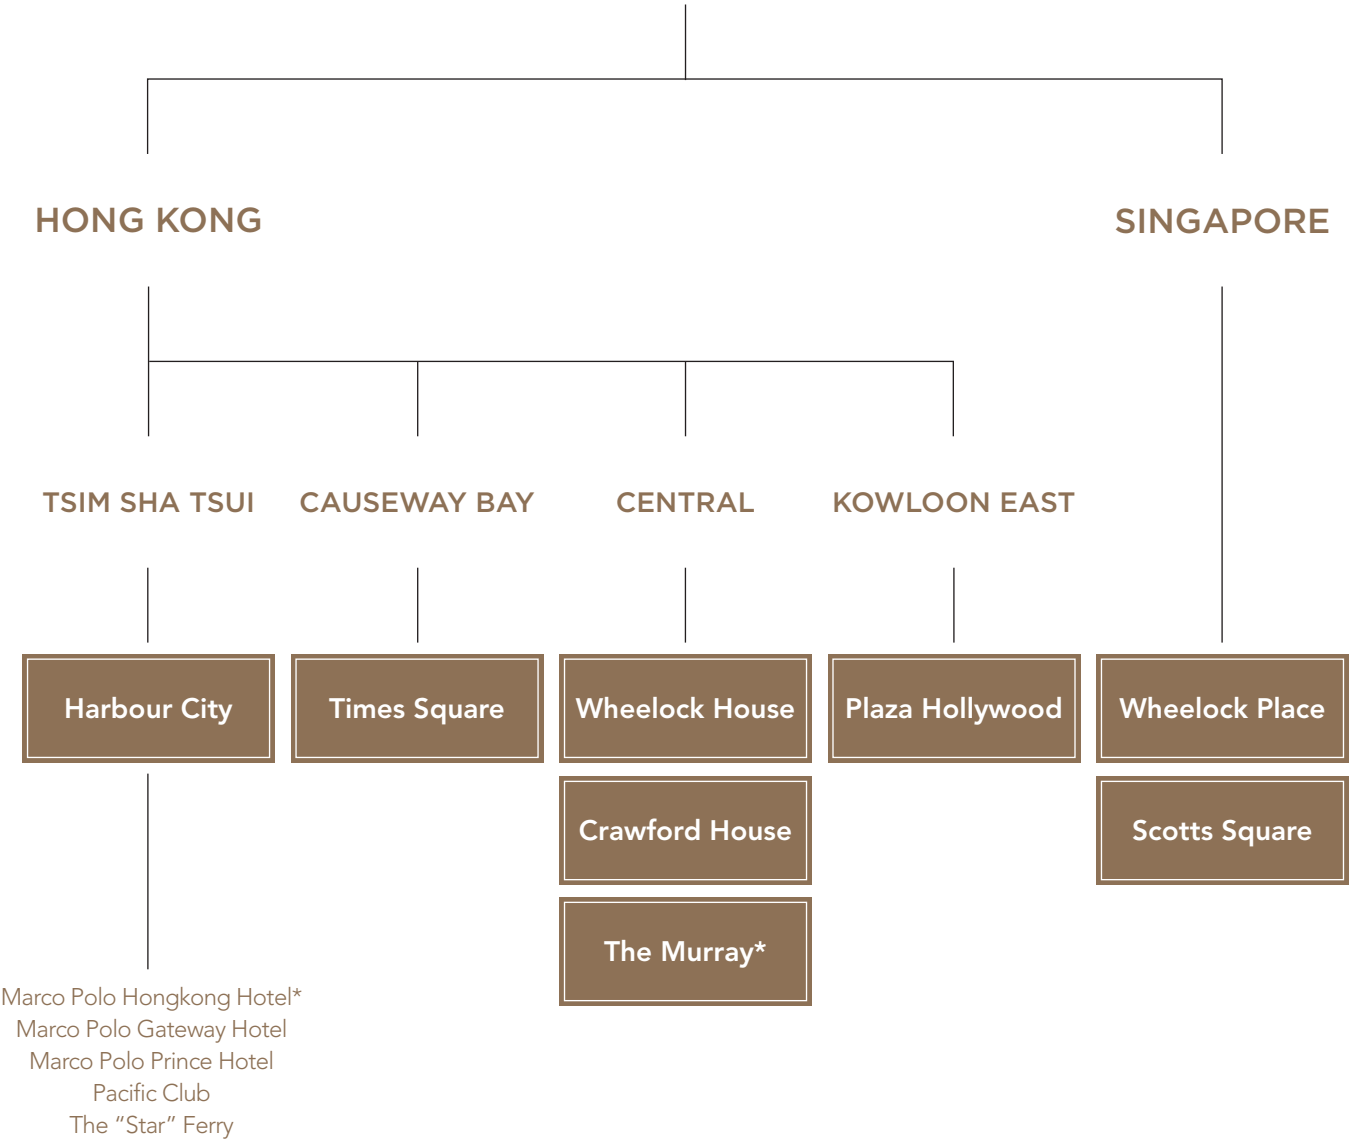 HONG KONG
SINGAPORE
TSIM SHA TSUI
CAUSEWAY BAY
CENTRAL
KOWLOON EAST
Harbour City
Times Square
Wheelock House
Plaza Hollywood
Wheelock Place
Crawford House
Scotts Square
The Murray*
Marco Polo Hongkong Hotel*
Marco Polo Gateway Hotel
Marco Polo Prince Hotel
Pacific Club
The “Star” Ferry